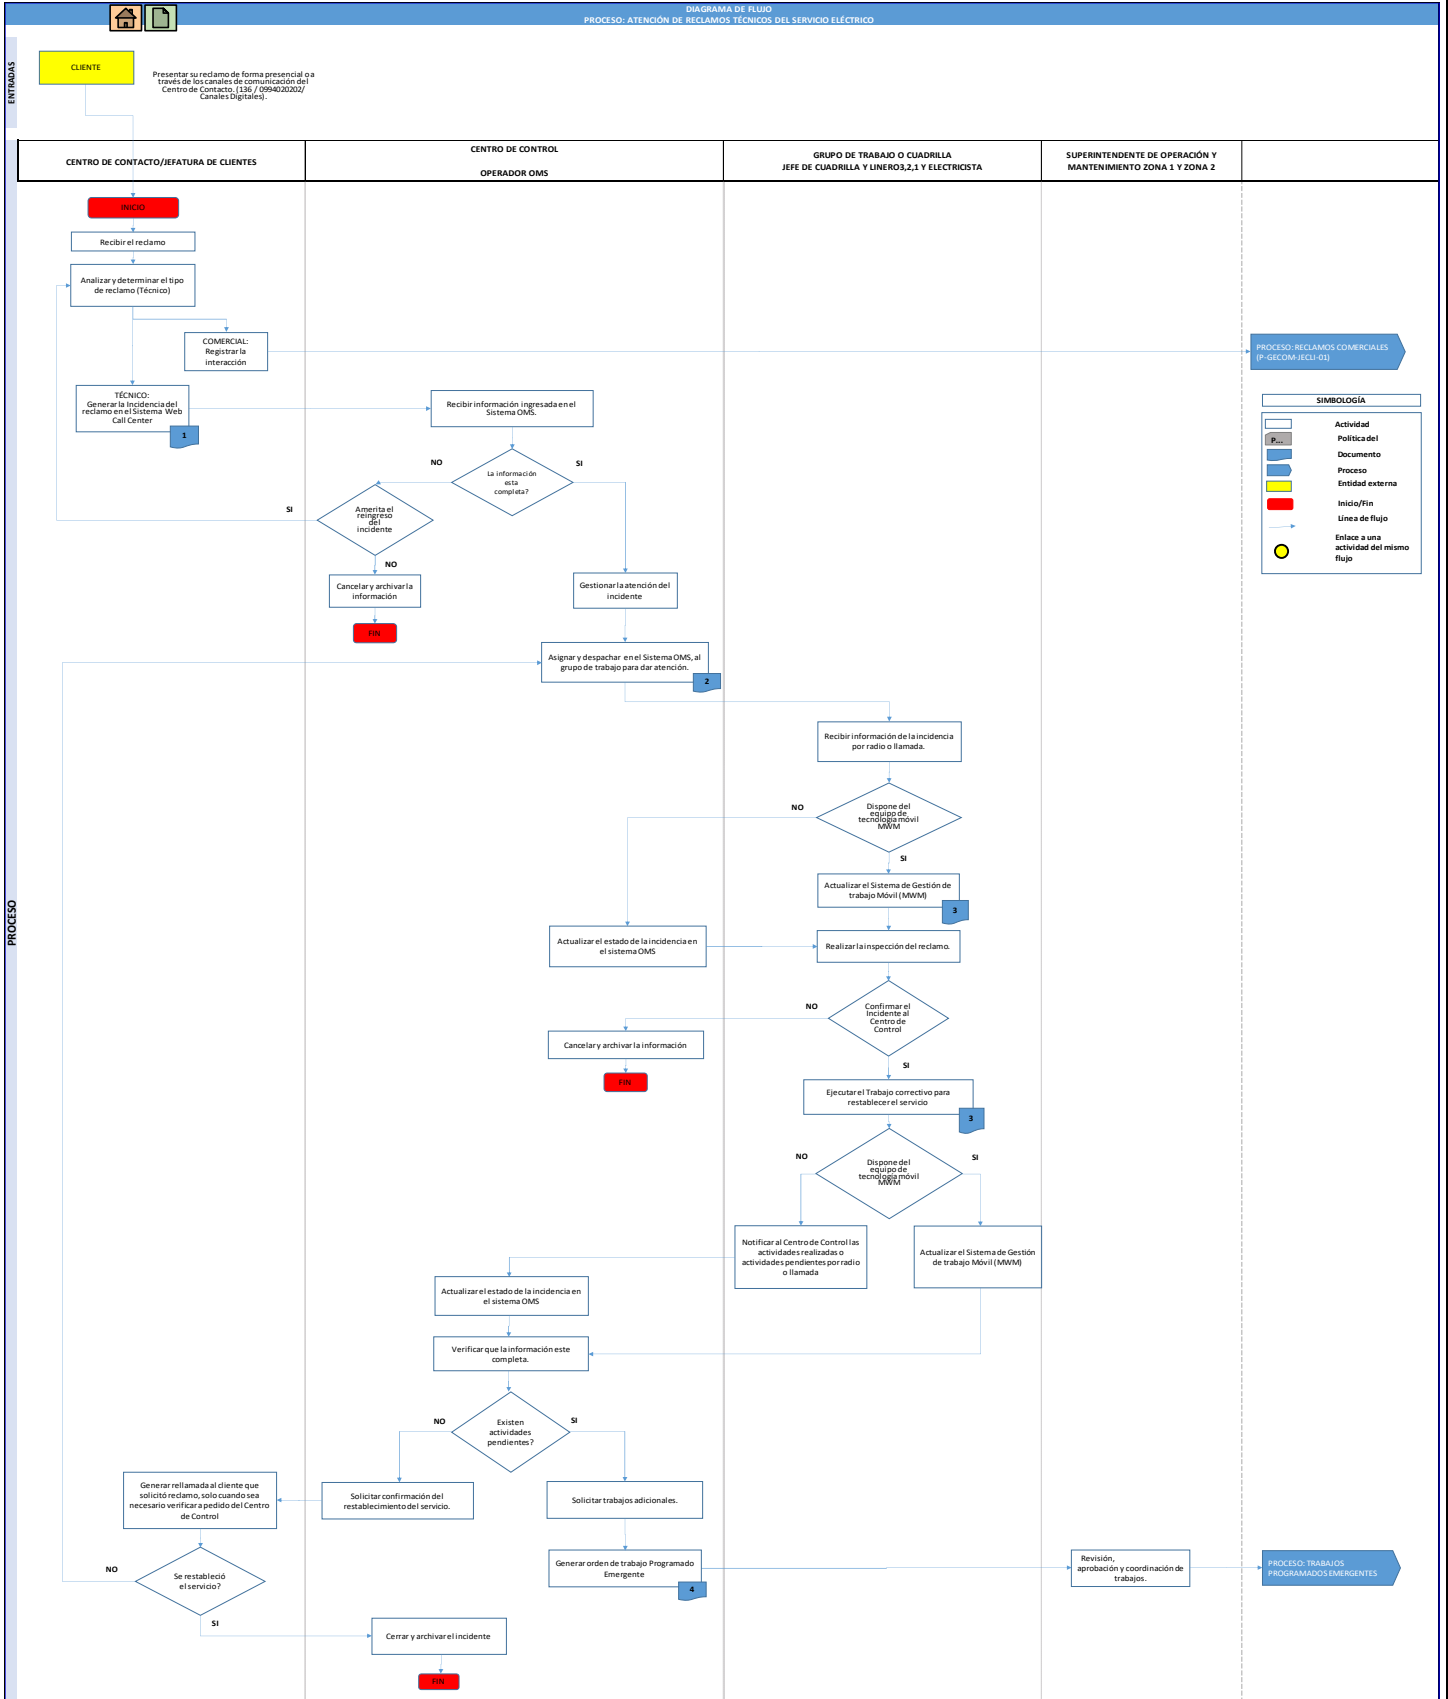 DIAGRAMA DE FLUJO
PROCESO: ATENCIÓN DE RECLAMOS TÉCNICOS DEL SERVICIO ELÉCTRICO
ENTRADAS
CLIENTE
Presentar su reclamo de forma presencial o a
través de los canales de comunicación del
Centro de Contacto. (136 / 0994020202/
Canales Digitales).
PROCESO
CENTRO DE CONTACTO/JEFATURA DE CLIENTES
CENTRO DE CONTROL
OPERADOR OMS
GRUPO DE TRABAJO O CUADRILLA
JEFE DE CUADRILLA Y LINERO3,2,1 Y ELECTRICISTA
SUPERINTENDENTE DE OPERACIÓN Y
MANTENIMIENTO ZONA 1 Y ZONA 2
INICIO
Recibir el reclamo
Analizar y determinar el tipo
de reclamo (Técnico)
COMERCIAL:
Registrar la
interacción
PROCESO: RECLAMOS COMERCIALES
(P-GECOM-JECLI-01)
TÉCNICO:
Generar la Incidencia del
reclamo en el Sistema Web
Call Center
1
Recibir información ingresada en el
Sistema OMS.
SIMBOLOGÍA
Actividad
P...
Política del
Documento
Proceso
Entidad externa
Inicio/Fin
Línea de flujo
Enlace a una
actividad del mismo
flujo
La información
esta
completa?
NO
SI
Amerita el
reingreso
del
incidente
SI
NO
Cancelar y archivar la
información
FIN
Gestionar la atención del
incidente
Asignar y despachar en el Sistema OMS, al
grupo de trabajo para dar atención.
2
Recibir información de la incidencia
por radio o llamada.
Dispone del
equipo de
tecnología móvil
MWM
NO
SI
Actualizar el Sistema de Gestión de
trabajo Móvil (MWM)
3
Actualizar el estado de la incidencia en
el sistema OMS
Realizar la inspección del reclamo.
Confirmar el
Incidente al
Centro de
Control
NO
SI
Cancelar y archivar la información
FIN
Ejecutar el Trabajo correctivo para
restablecer el servicio
3
Dispone del
equipo de
tecnología móvil
MWM
NO
SI
Notificar al Centro de Control las
actividades realizadas o
actividades pendientes por radio
o llamada
Actualizar el Sistema de Gestión
de trabajo Móvil (MWM)
Actualizar el estado de la incidencia en
el sistema OMS
Verificar que la información este
completa.
Existen
actividades
pendientes?
NO
SI
Generar rellamada al cliente que
solicitó reclamo, solo cuando sea
necesario verificar a pedido del Centro
de Control
Solicitar confirmación del
restablecimiento del servicio.
Solicitar trabajos adicionales.
Generar orden de trabajo Programado
Emergente
4
Revisión,
aprobación y coordinación de
trabajos.
PROCESO: TRABAJOS
PROGRAMADOS EMERGENTES
Se restableció
el servicio?
NO
SI
Cerrar y archivar el incidente
FIN